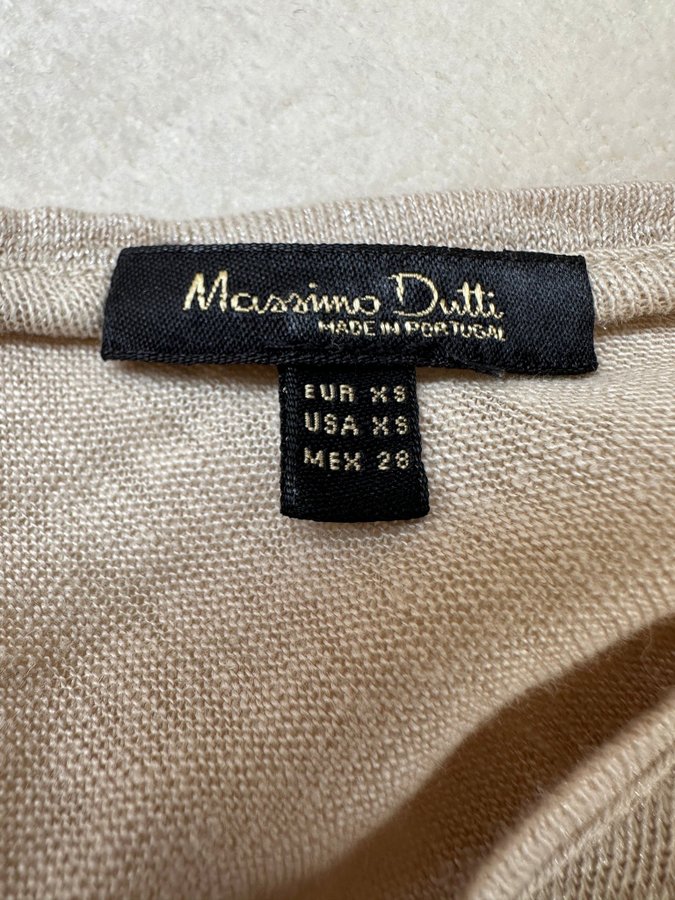 Massimo Dutti
MADE IN PORTUGAL
EUR XS
USA XS
MEX 28